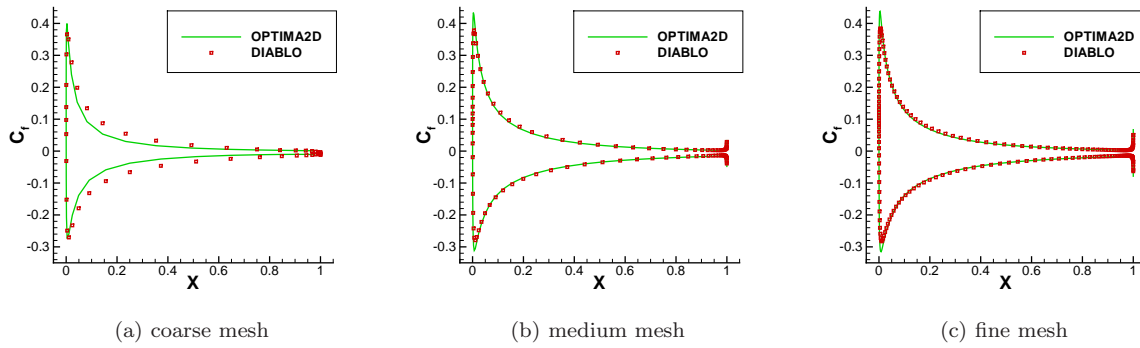 0.4
0.3
0.2
0.1
0
-0.1
-0.2
-0.3
C_f
0 0.2 0.4 0.6 0.8 1
X
OPTIMA2D
DIABLO
(a) coarse mesh
0.4
0.3
0.2
0.1
0
-0.1
-0.2
-0.3
C_f
0 0.2 0.4 0.6 0.8 1
X
OPTIMA2D
DIABLO
(b) medium mesh
0.4
0.3
0.2
0.1
0
-0.1
-0.2
-0.3
C_f
0 0.2 0.4 0.6 0.8 1
X
OPTIMA2D
DIABLO
(c) fine mesh